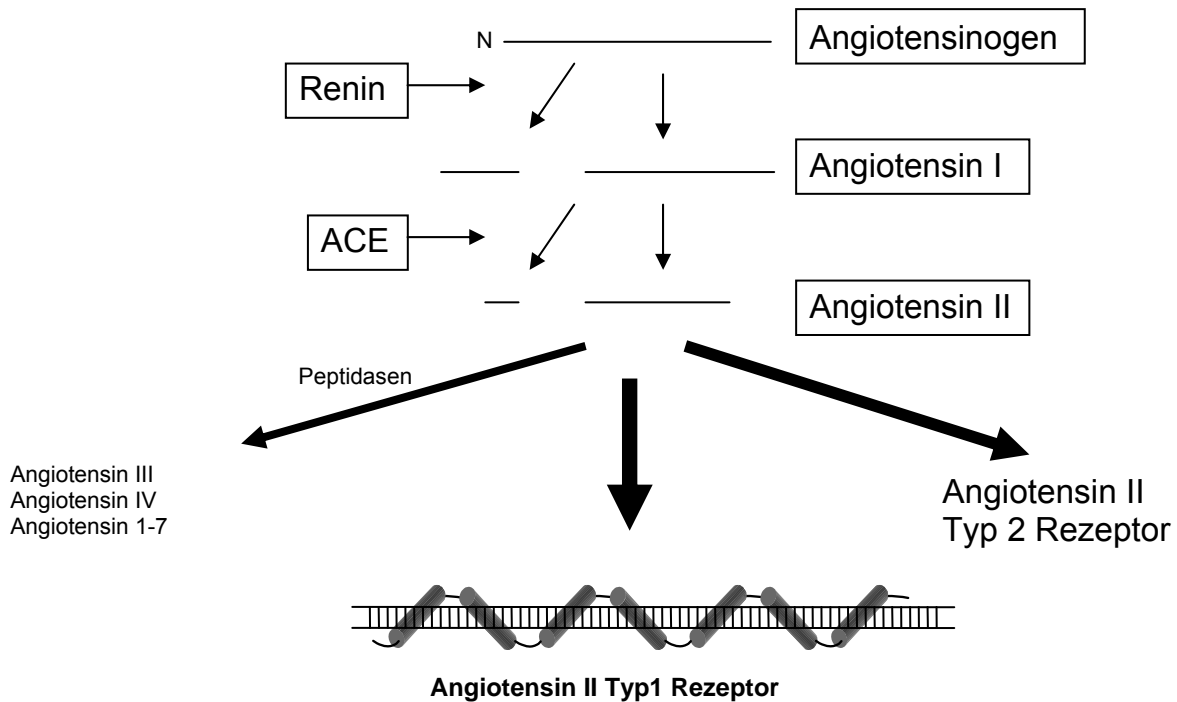 N
Angiotensinogen
Renin
Angiotensin I
ACE
Angiotensin II
Peptidasen
Angiotensin III
Angiotensin IV
Angiotensin 1-7
Angiotensin II
Typ 2 Rezeptor
Angiotensin II Typ1 Rezeptor